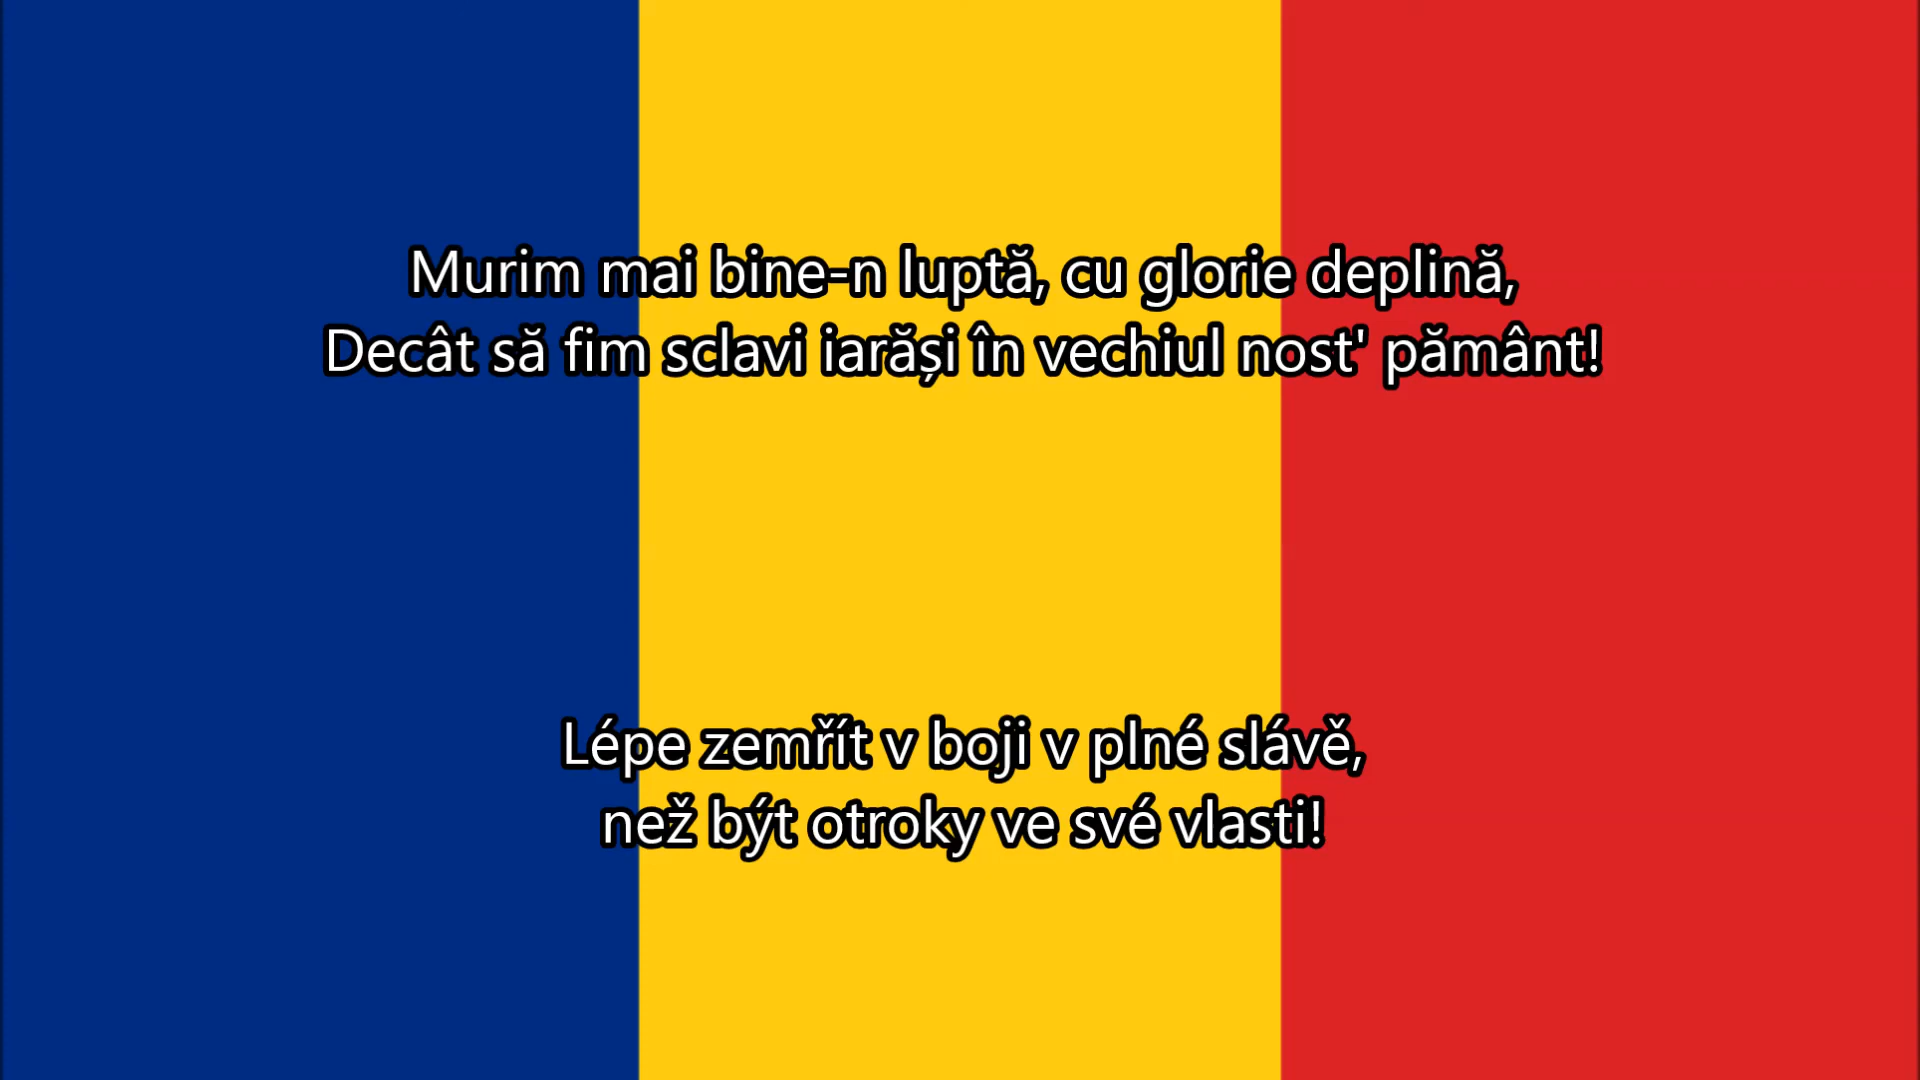 Murim mai bine-n luptă, cu glorie deplină,
Decât să fim sclavi iarăși în vechiul nost' pământ!
Lépe zemřít v boji v plné slávě,
než být otroky ve své vlasti!